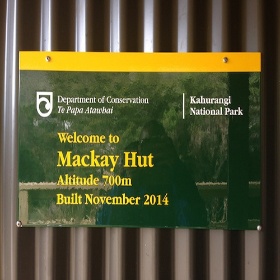 Department of Conservation
Te Papa Atawhai
Kahurangi
National Park
Welcome to
Mackay Hut
Altitude 700m
Built November 2014